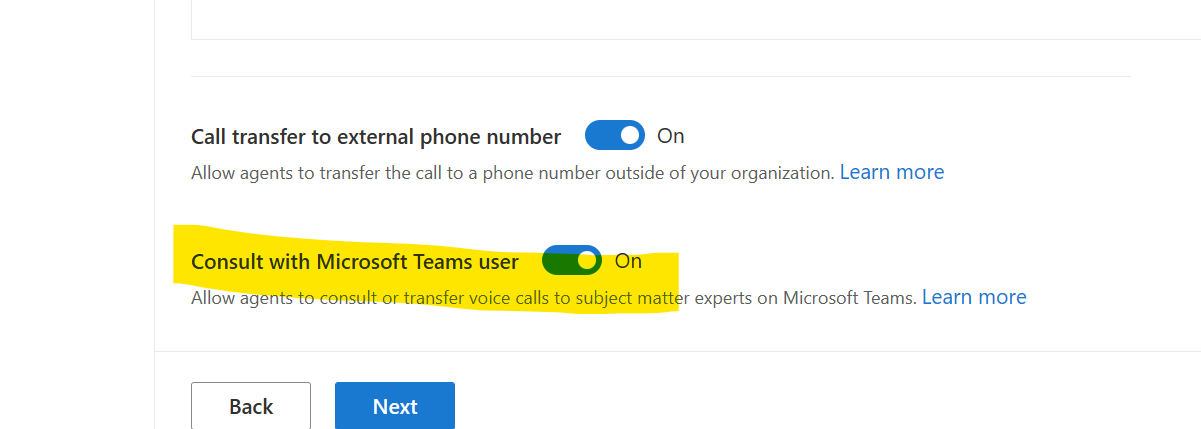 Call transfer to external phone number On
Allow agents to transfer the call to a phone number outside of your organization. Learn more
Consult with Microsoft Teams user On
Allow agents to consult or transfer voice calls to subject matter experts on Microsoft Teams. Learn more
Back Next